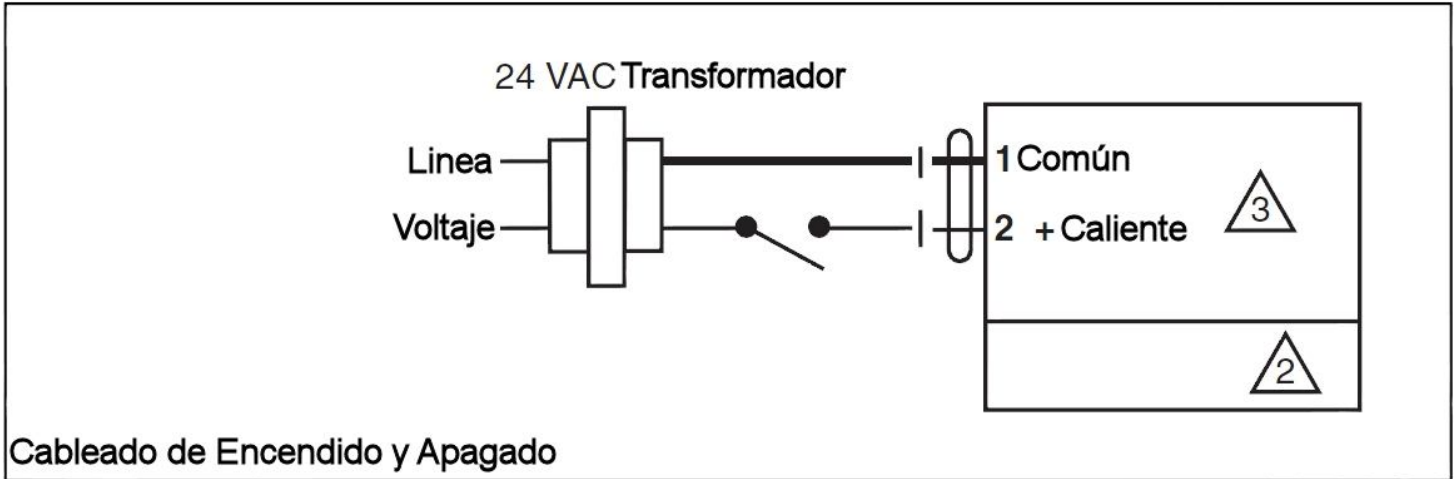 24 VAC Transformador
Linea
1 Común
Voltaje
2 + Caliente
3
2
Cableado de Encendido y Apagado